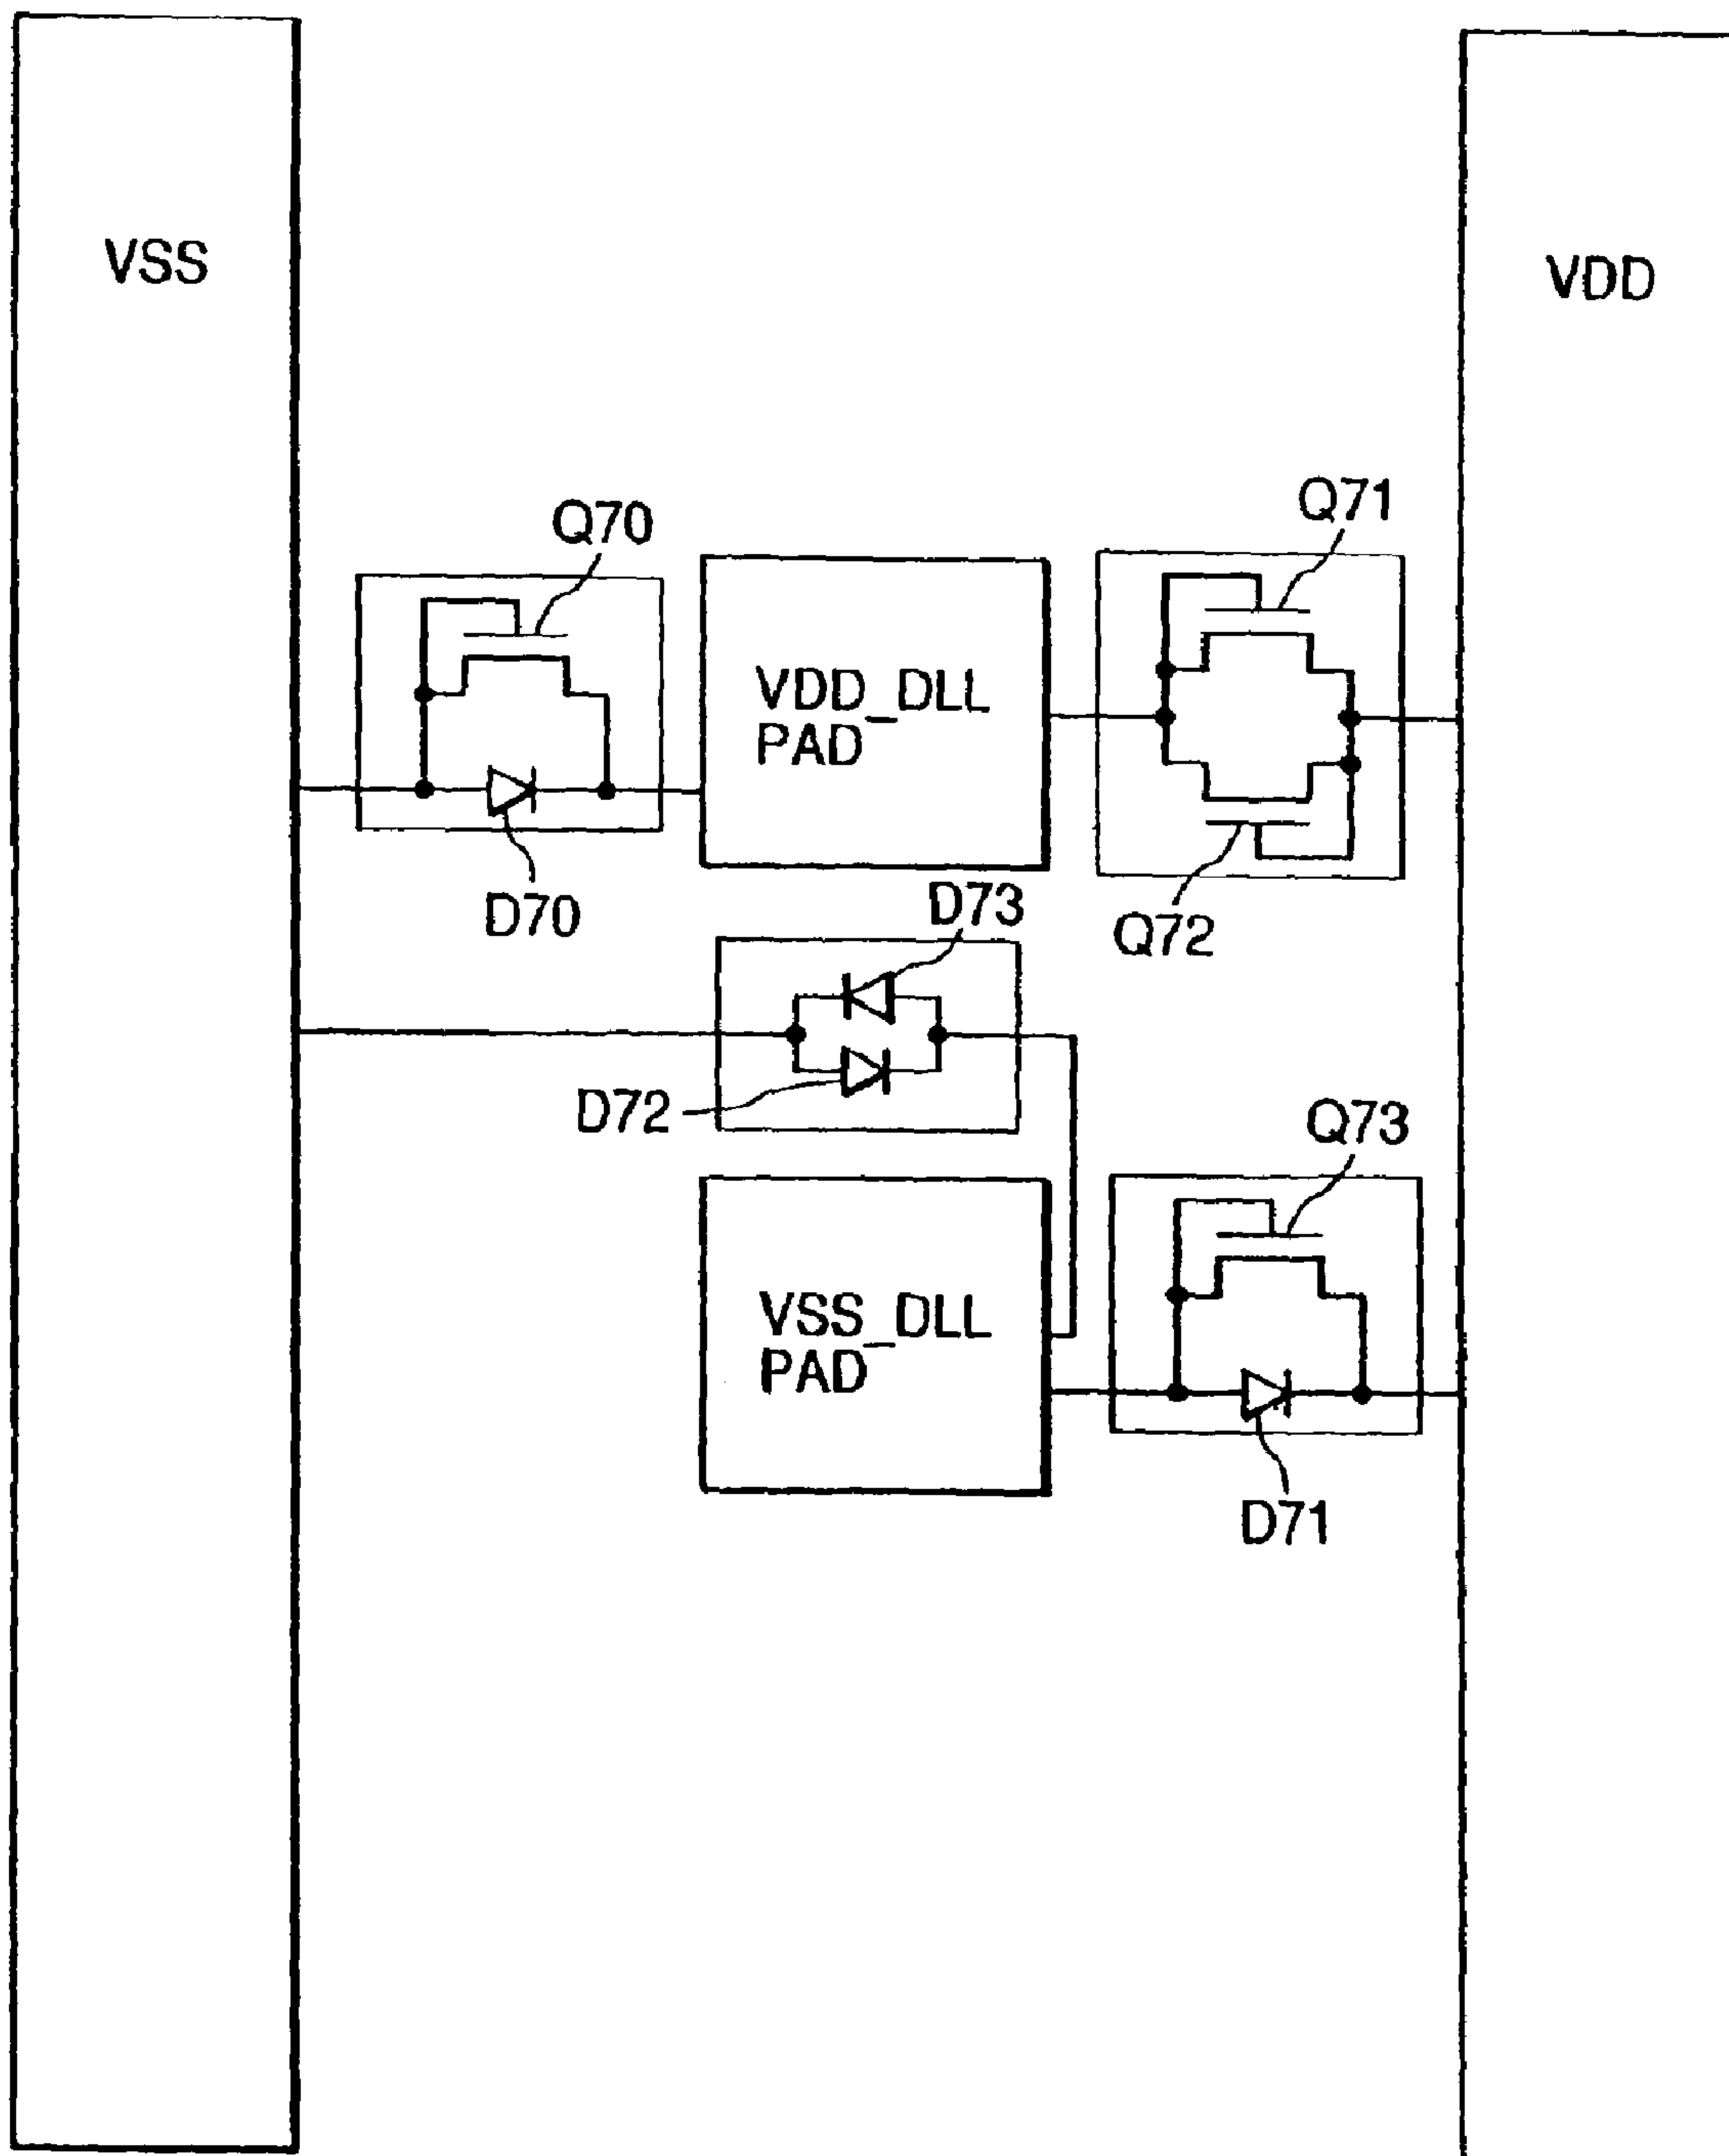 VSS
VDD
Q70
Q71
VDD_DLL
PAD
D70
Q72
D73
D72
Q73
VSS_DLL
PAD
D71